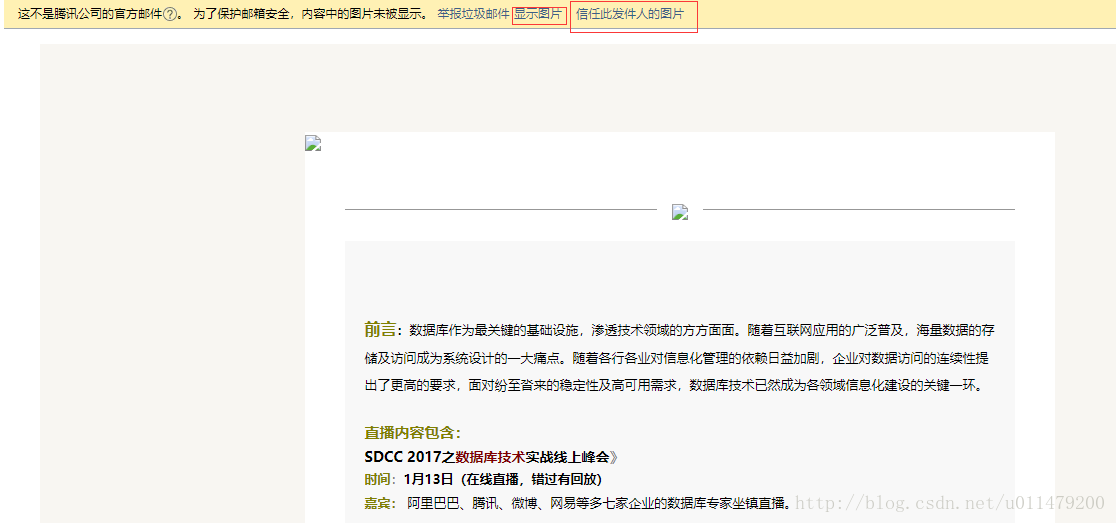 这不是腾讯公司的官方邮件?。 为了保护邮箱安全，内容中的图片未被显示。 举报垃圾邮件 显示图片 信任此发件人的图片
前言：数据库作为最关键的基础设施，渗透技术领域的方方面面。随着互联网应用的广泛普及，海量数据的存
储及访问成为系统设计的一大痛点。随着各行各业对信息化管理的依赖日益加剧，企业对数据访问的连续性提
出了更高的要求，面对纷至沓来的稳定性及高可用需求，数据库技术已然成为各领域信息化建设的关键一环。
直播内容包含：
SDCC 2017之数据库技术实战线上峰会》
时间：1月13日（在线直播，错过有回放）
嘉宾： 阿里巴巴、腾讯、微博、网易等多七家企业的数据库专家坐镇直播。
http://blog.csdn.net/u011479200